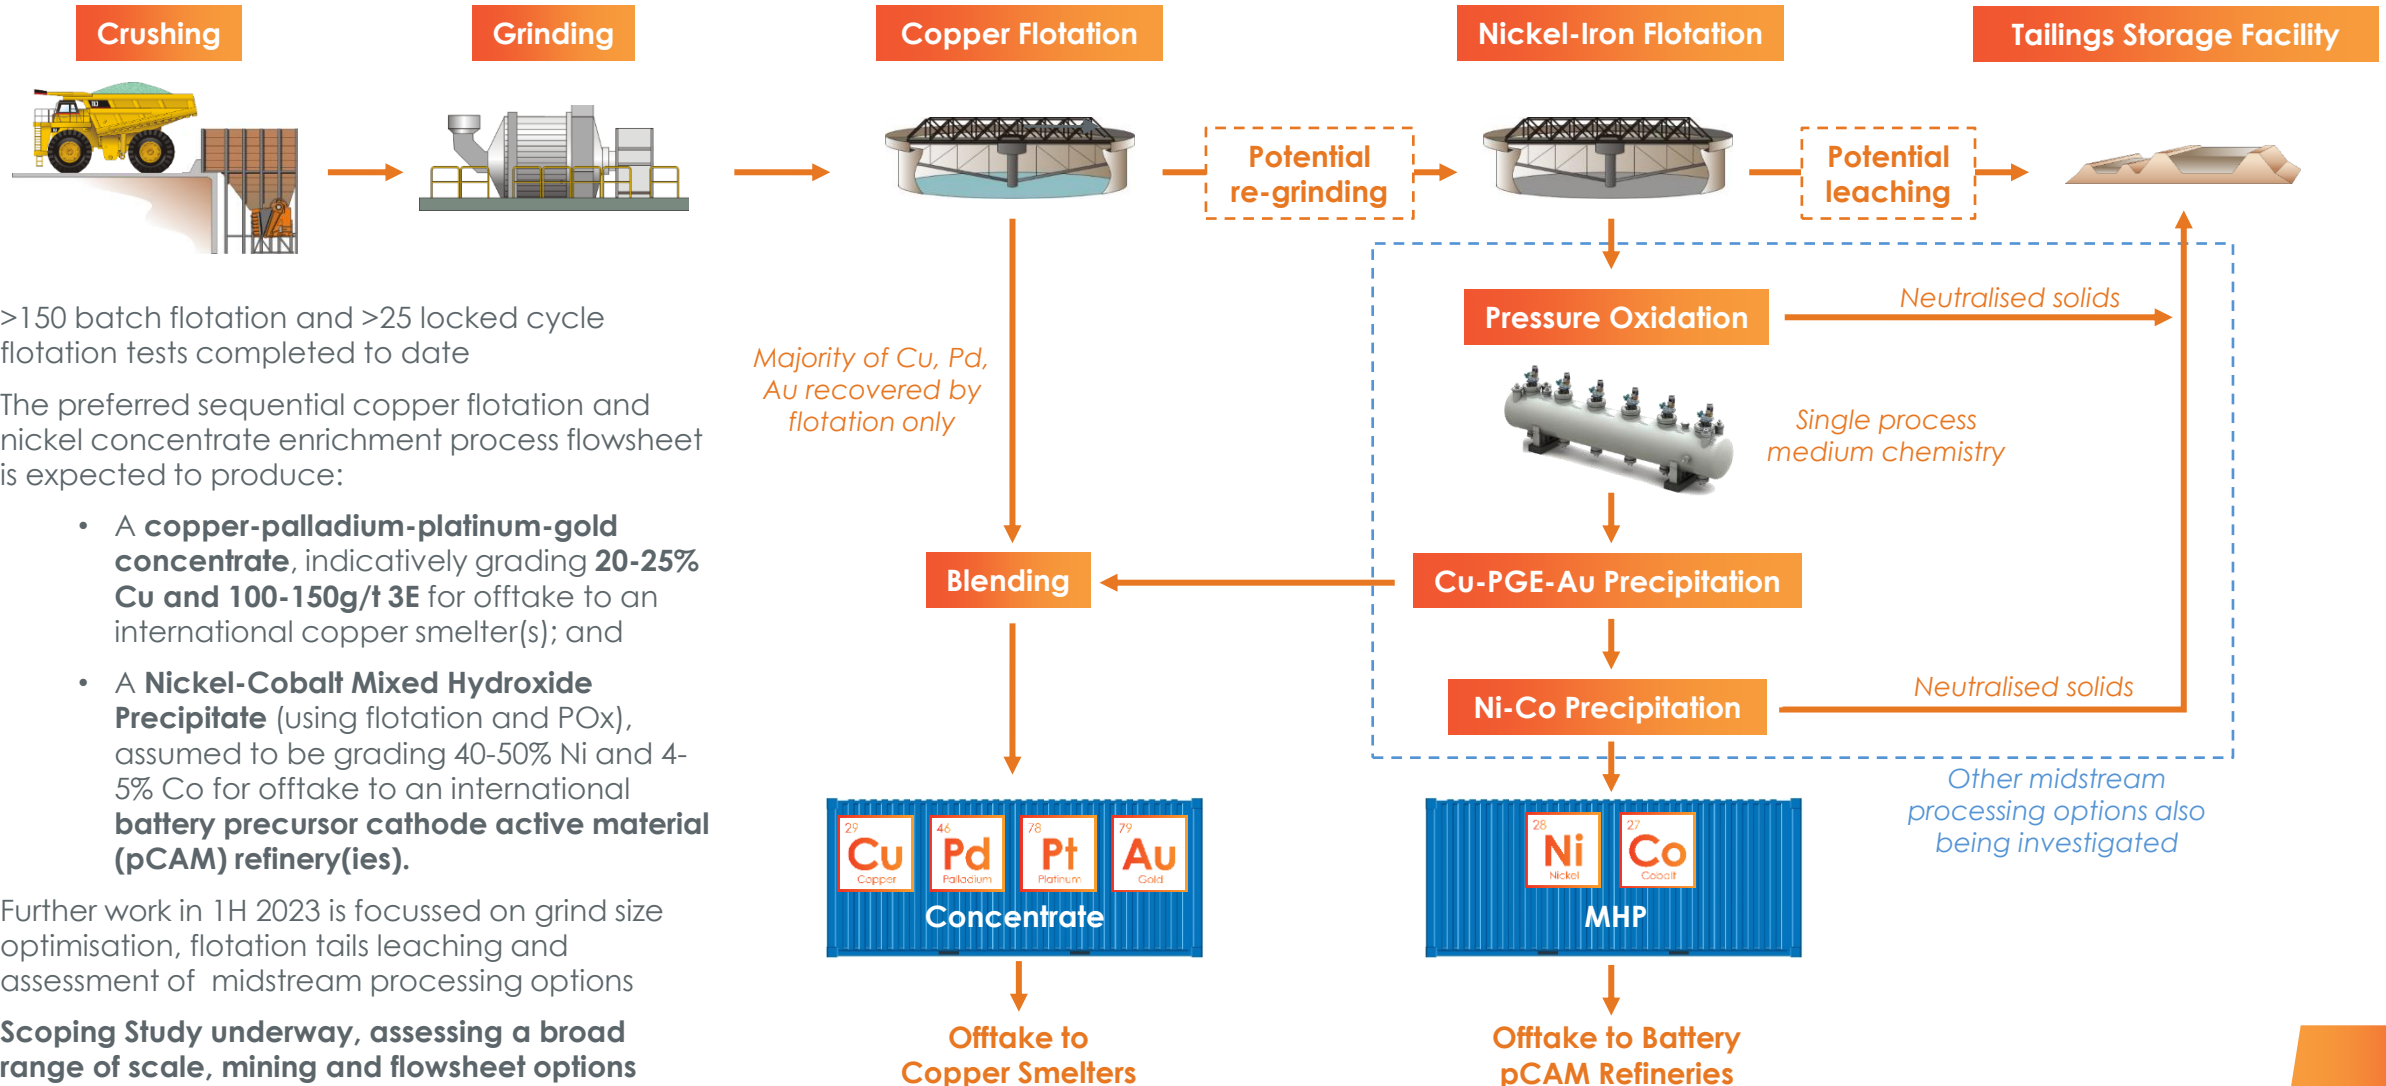 Crushing
Grinding
Copper Flotation
Nickel-Iron Flotation
Tailings Storage Facility
Potential
re-grinding
Potential
leaching
>150 batch flotation and >25 locked cycle
flotation tests completed to date
The preferred sequential copper flotation and
nickel concentrate enrichment process flowsheet
is expected to produce:
• A copper-palladium-platinum-gold
concentrate, indicatively grading 20-25%
Cu and 100-150g/t 3E for offtake to an
international copper smelter(s); and
• A Nickel-Cobalt Mixed Hydroxide
Precipitate (using flotation and POx),
assumed to be grading 40-50% Ni and 4-
5% Co for offtake to an international
battery precursor cathode active material
(pCAM) refinery(ies).
Further work in 1H 2023 is focussed on grind size
optimisation, flotation tails leaching and
assessment of  midstream processing options
Scoping Study underway, assessing a broad
range of scale, mining and flowsheet options
Majority of Cu, Pd,
Au recovered by
flotation only
Pressure Oxidation
Neutralised solids
Single process
medium chemistry
Blending
Cu-PGE-Au Precipitation
Ni-Co Precipitation
Neutralised solids
Other midstream
processing options also
being investigated
29
Cu
Copper
46
Pd
Palladium
78
Pt
Platinum
79
Au
Gold
Concentrate
28
Ni
Nickel
27
Co
Cobalt
MHP
Offtake to
Copper Smelters
Offtake to Battery
pCAM Refineries